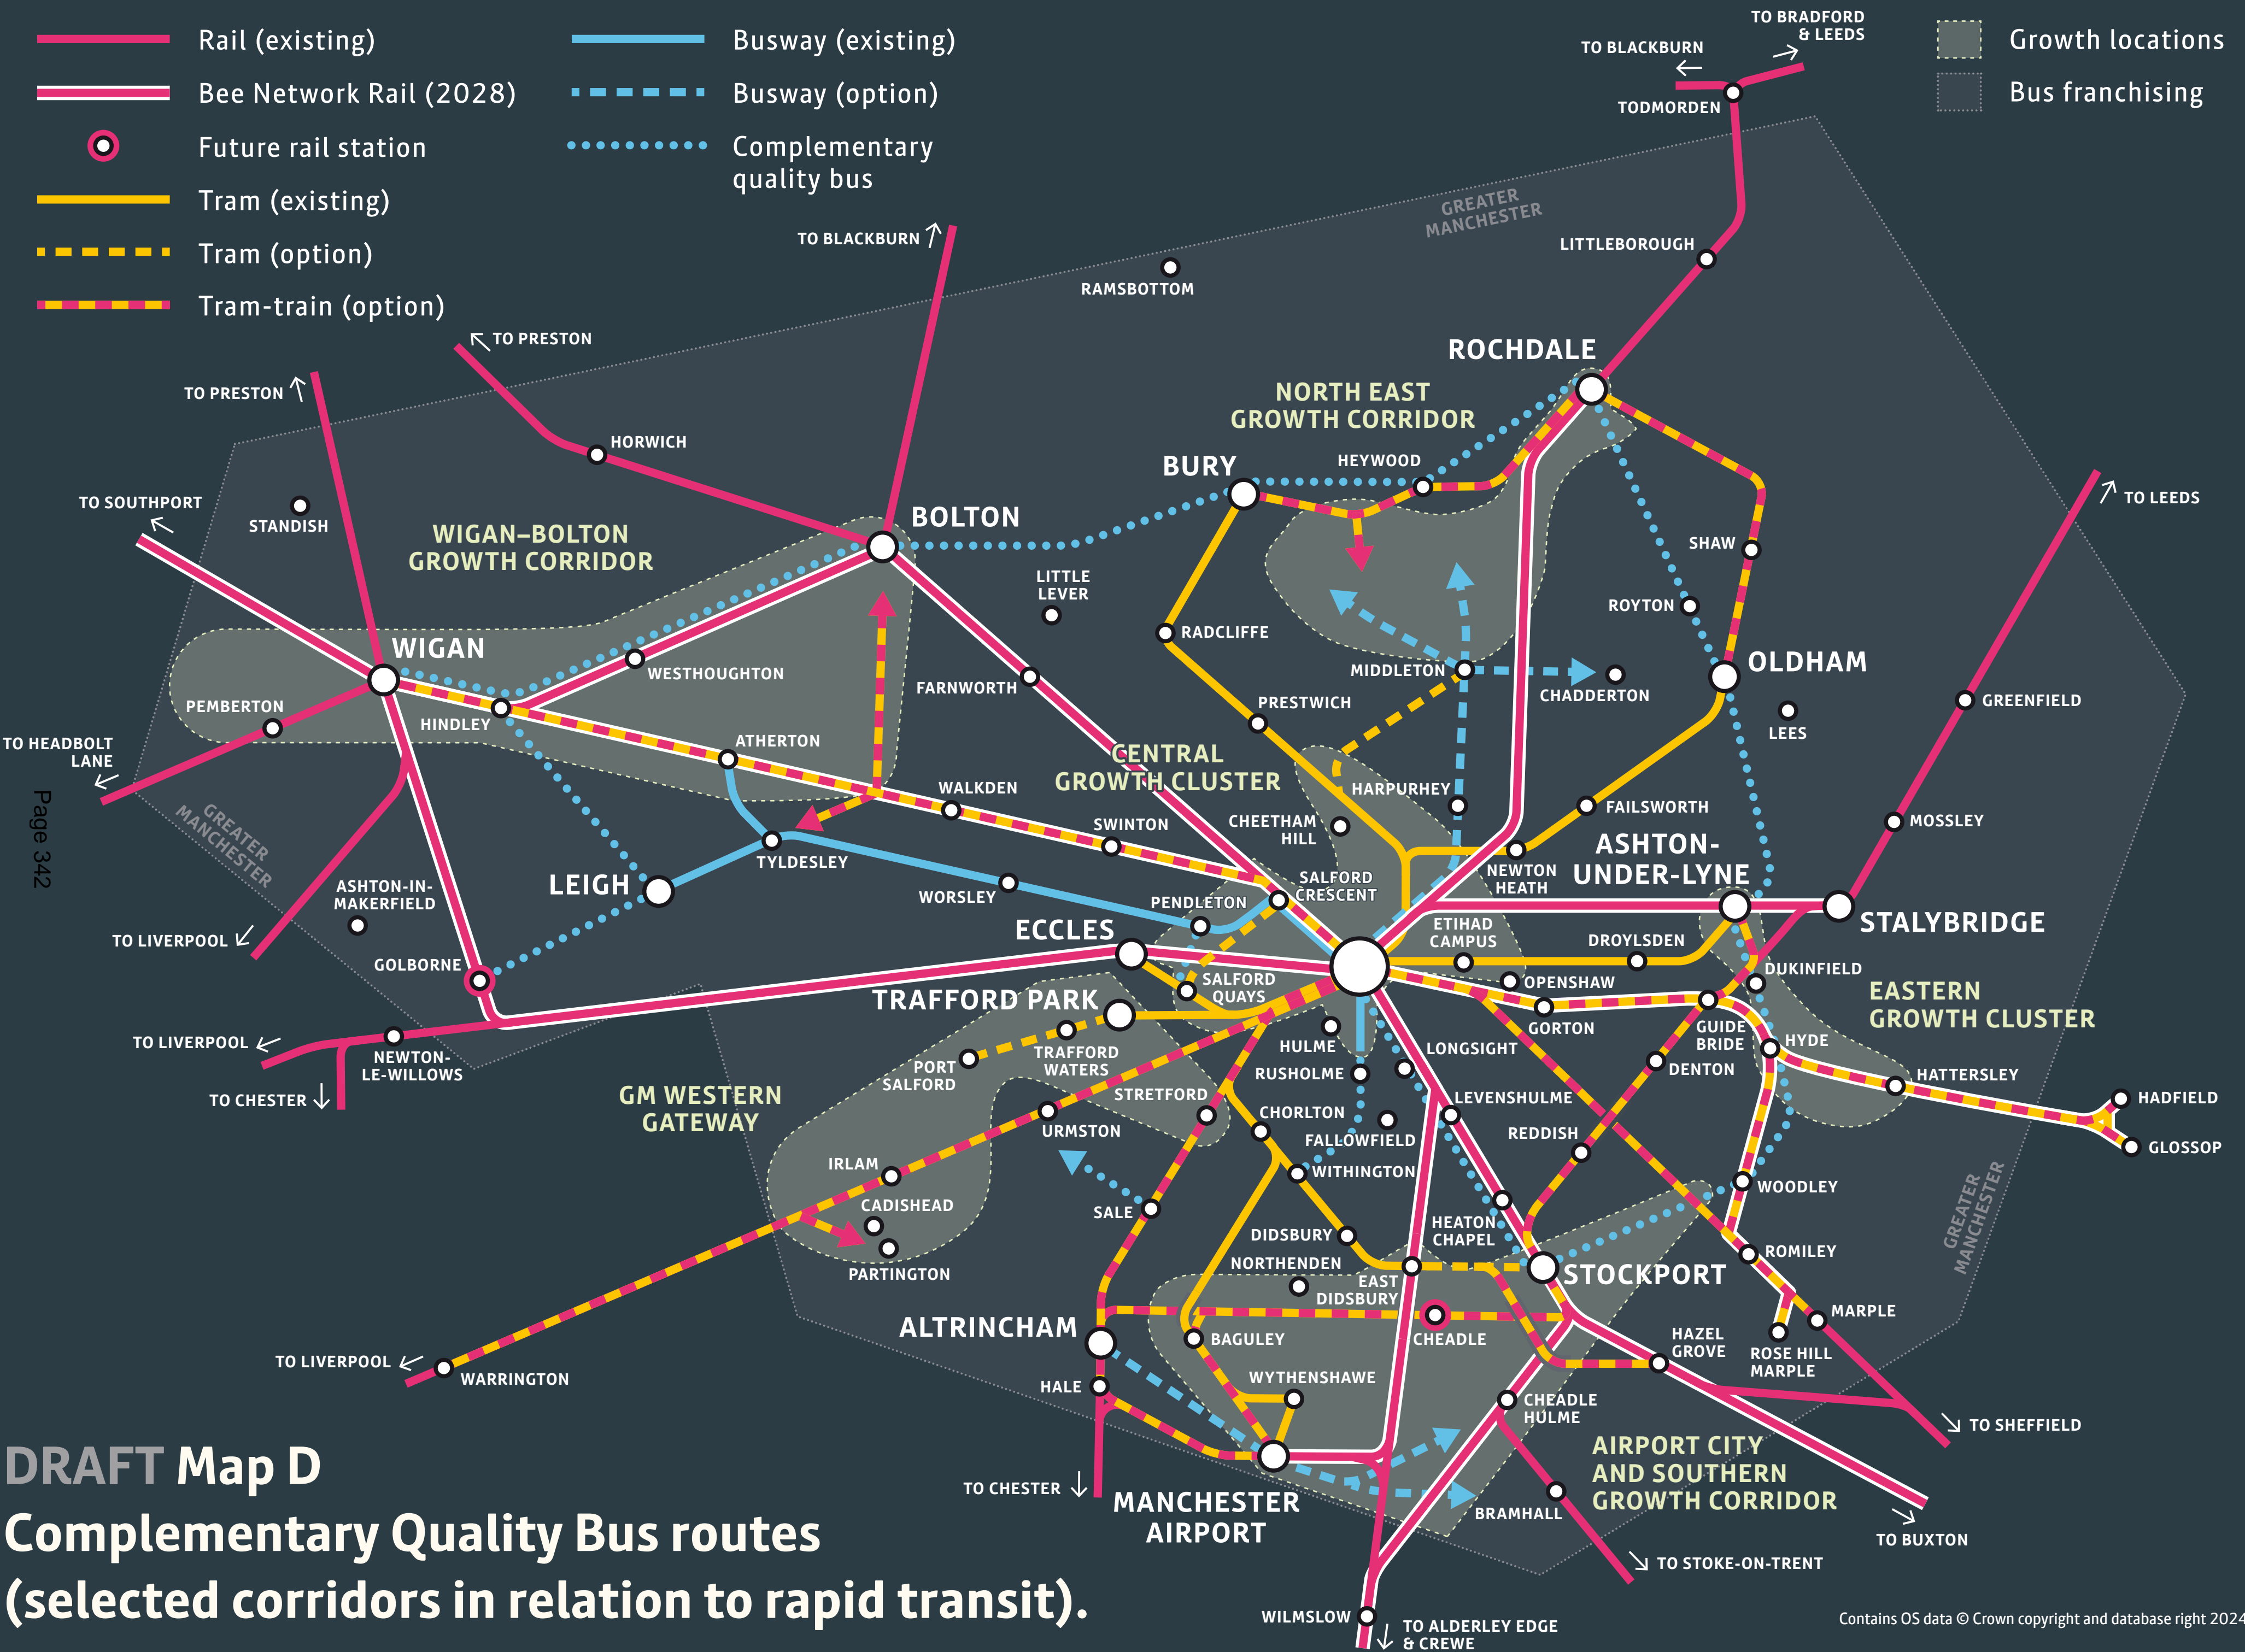 Rail (existing)
Bee Network Rail (2028)
Future rail station
Tram (existing)
Tram (option)
Tram-train (option)
Busway (existing)
Busway (option)
Complementary
quality bus
Growth locations
Bus franchising
TO BRADFORD
& LEEDS
TO BLACKBURN
TODMORDEN
GREATER
MANCHESTER
LITTLEBOROUGH
TO BLACKBURN
RAMSBOTTOM
TO PRESTON
TO PRESTON
ROCHDALE
NORTH EAST
GROWTH CORRIDOR
HORWICH
HEYWOOD
BURY
TO SOUTHPORT
STANDISH
WIGAN–BOLTON
GROWTH CORRIDOR
BOLTON
TO LEEDS
SHAW
LITTLE
LEVER
ROYTON
RADCLIFFE
WIGAN
WESTHOUGHTON
MIDDLETON
CHADDERTON
OLDHAM
FARNWORTH
PEMBERTON
HINDLEY
PRESTWICH
LEES
GREENFIELD
TO HEADBOLT
LANE
ATHERTON
CENTRAL
GROWTH CLUSTER
WALKDEN
HARPURHEY
FAILSWORTH
Page 342
GREATER
MANCHESTER
SWINTON
CHEETHAM
HILL
MOSSLEY
TYLDESLEY
ASHTON-
UNDER-LYNE
NEWTON
HEATH
LEIGH
WORSLEY
SALFORD
CRESCENT
PENDLETON
ASHTON-IN-
MAKERFIELD
ECCLES
ETIHAD
CAMPUS
DROYLSDEN
STALYBRIDGE
TO LIVERPOOL
GOLBORNE
DUKINFIELD
SALFORD
QUAYS
OPENSHAW
TRAFFORD PARK
EASTERN
GROWTH CLUSTER
GORTON
GUIDE
BRIDE
HYDE
TO LIVERPOOL
NEWTON-
LE-WILLOWS
TRAFFORD
WATERS
PORT
SALFORD
HULME
LONGSIGHT
RUSHOLME
DENTON
HATTERSLEY
TO CHESTER
GM WESTERN
GATEWAY
STRETFORD
LEVENSHULME
HADFIELD
URMSTON
CHORLTON
FALLOWFIELD
REDDISH
GLOSSOP
IRLAM
WITHINGTON
WOODLEY
CADISHEAD
SALE
HEATON
CHAPEL
GREATER
MANCHESTER
DIDSBURY
ROMILEY
PARTINGTON
NORTHENDEN
EAST
DIDSBURY
STOCKPORT
ALTRINCHAM
BAGULEY
CHEADLE
MARPLE
HAZEL
GROVE
ROSE HILL
MARPLE
TO LIVERPOOL
WARRINGTON
HALE
WYTHENSHAWE
CHEADLE
HULME
TO SHEFFIELD
AIRPORT CITY
AND SOUTHERN
GROWTH CORRIDOR
TO CHESTER
MANCHESTER
AIRPORT
BRAMHALL
TO BUXTON
TO STOKE-ON-TRENT
WILMSLOW
TO ALDERLEY EDGE
& CREWE
DRAFT Map D
Complementary Quality Bus routes
(selected corridors in relation to rapid transit).
Contains OS data © Crown copyright and database right 2024